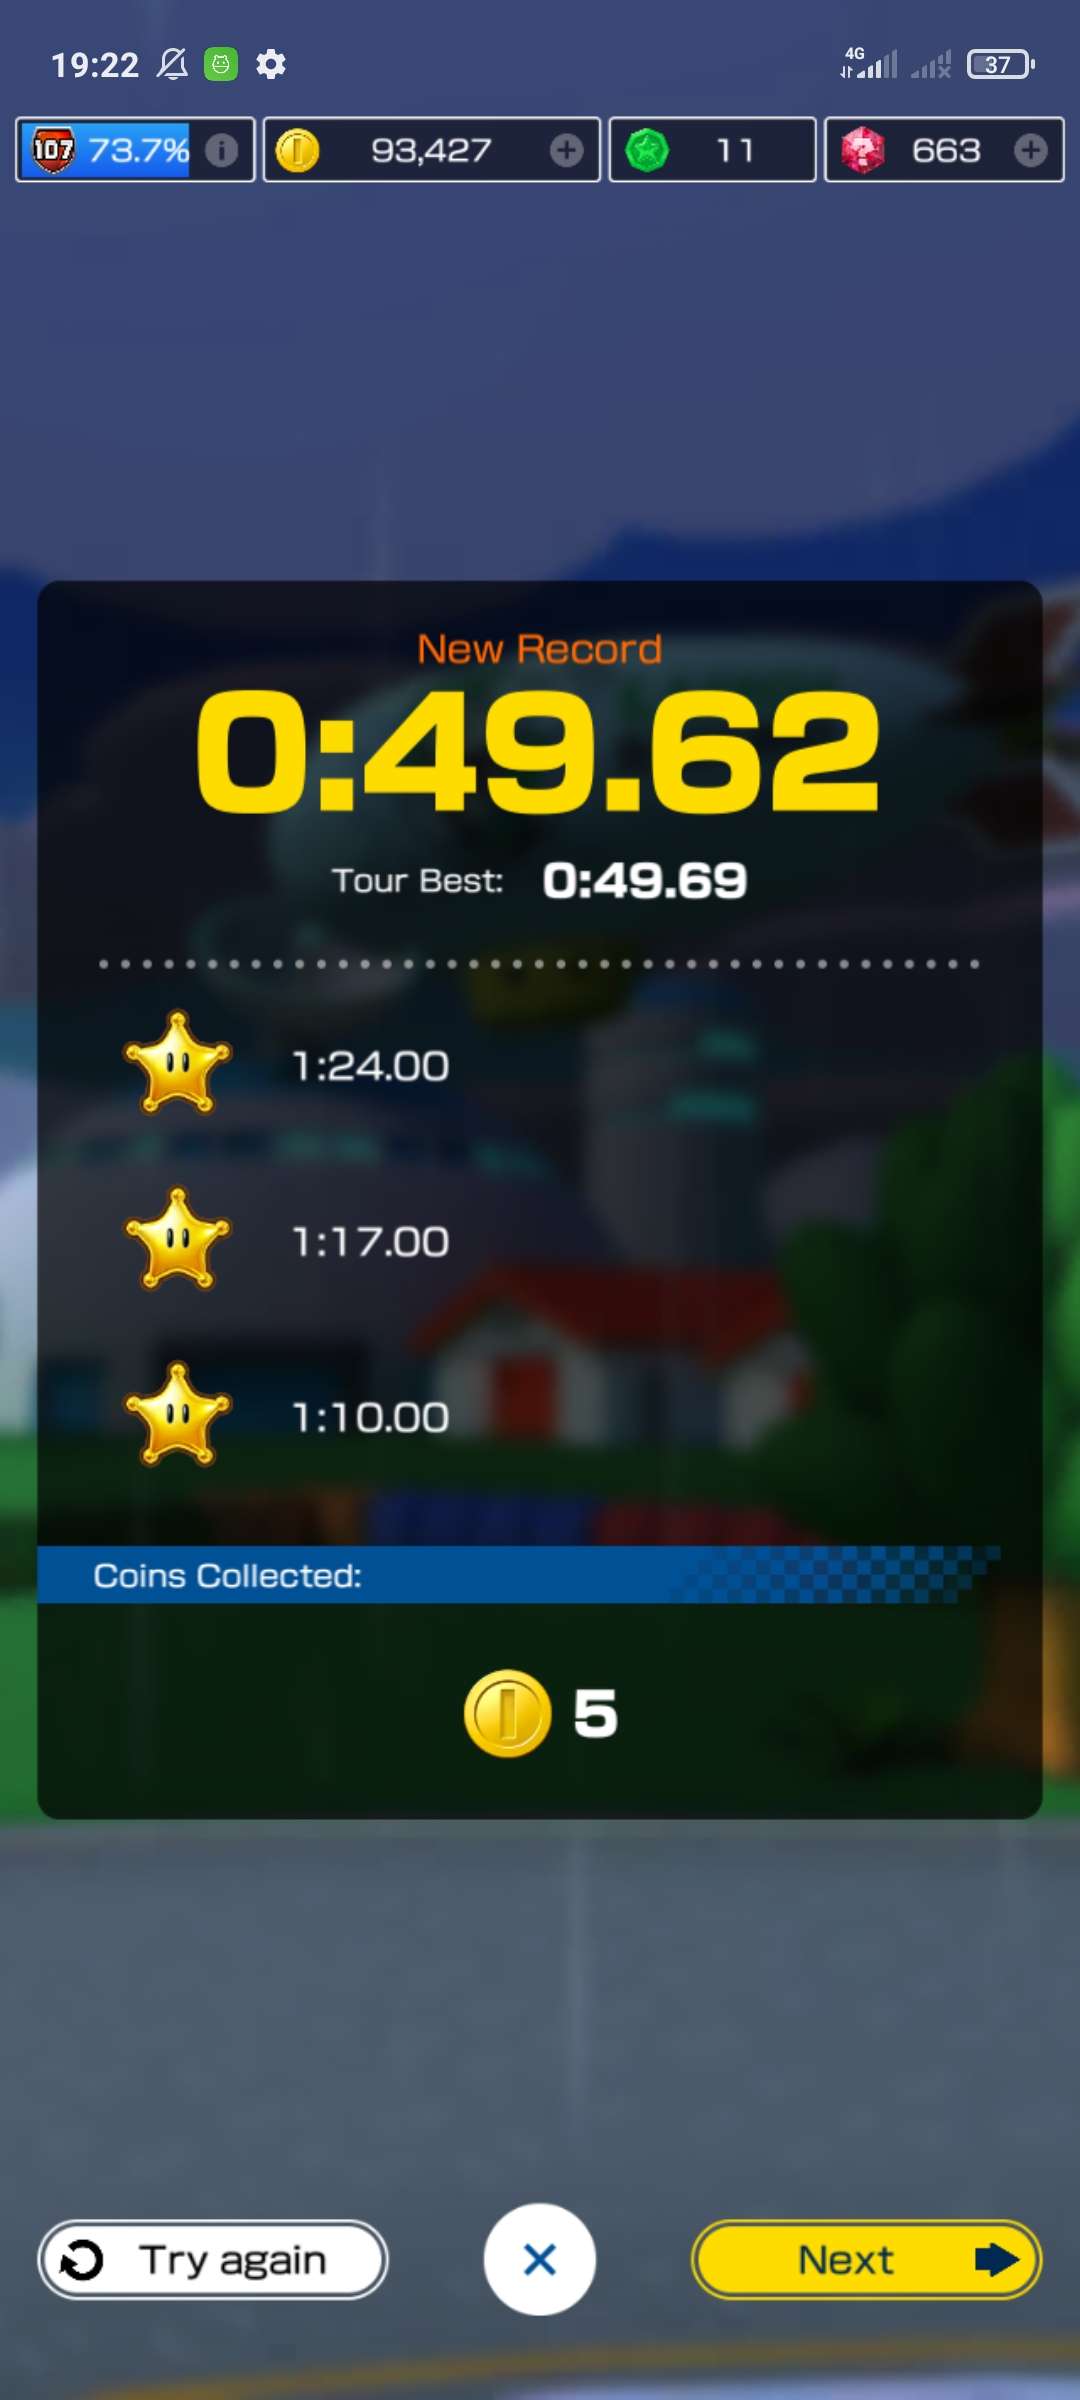 19:22 4G 37
107 73.7% 93,427 11 663
New Record
0:49.62
Tour Best: 0:49.69
1:24.00
1:17.00
1:10.00
Coins Collected:
5
Try again Next